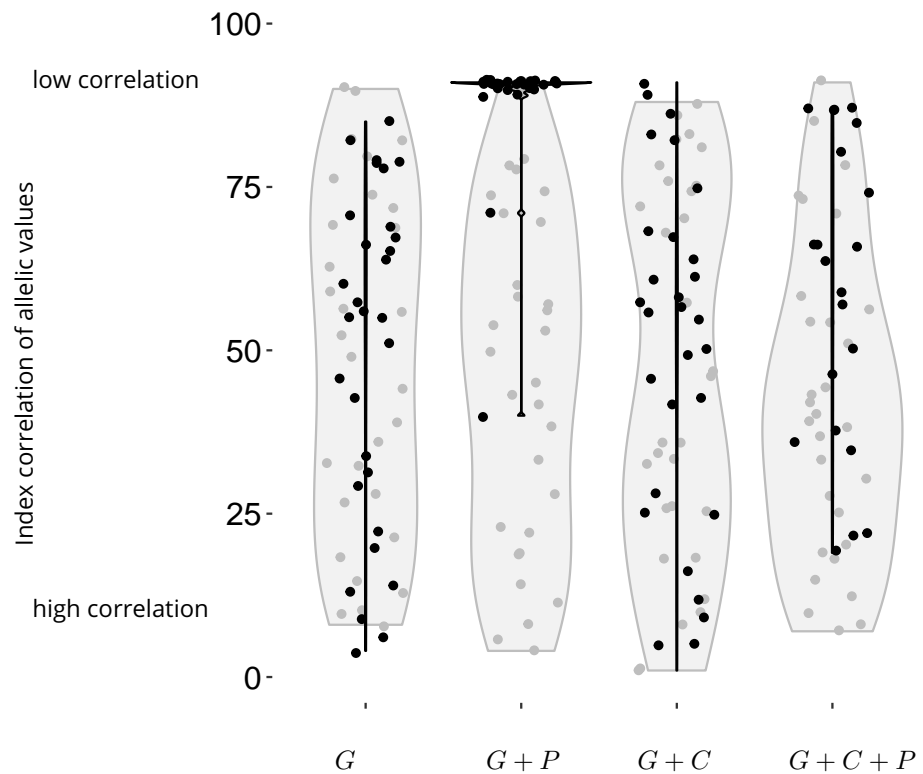 100
low correlation
75
Index correlation of allelic values
50
25
high correlation
0
G
G + P
G + C
G + C + P